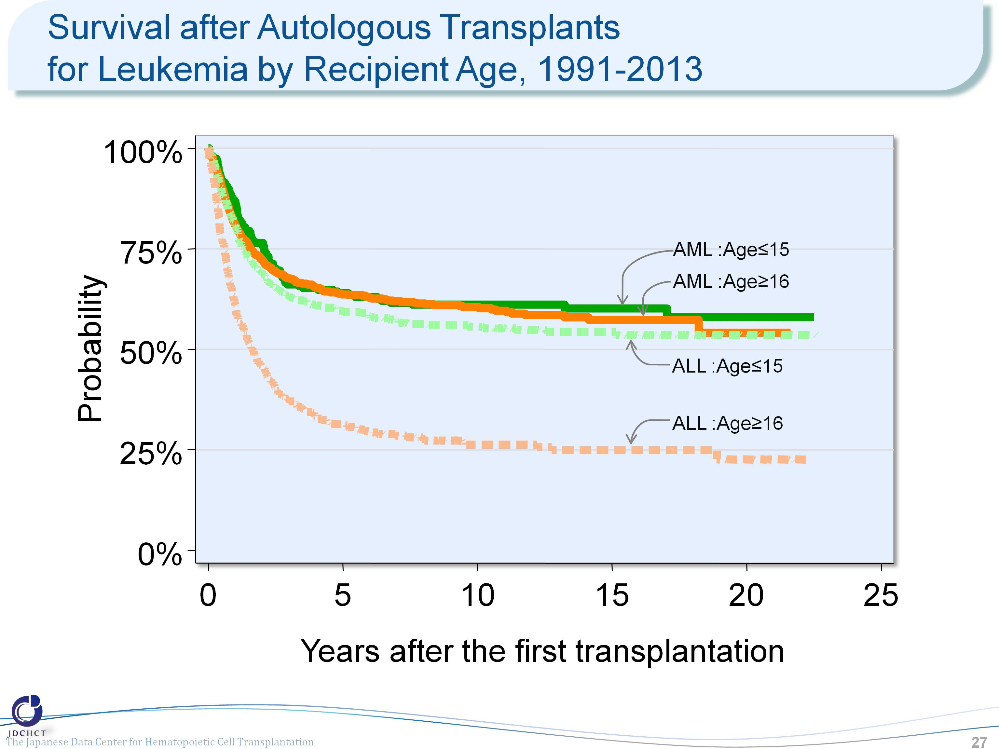 Survival after Autologous Transplants
for Leukemia by Recipient Age, 1991-2013
100%
75%
50%
25%
0%
Probability
AML :Age≤15
AML :Age≥16
ALL :Age≤15
ALL :Age≥16
0 5 10 15 20 25
Years after the first transplantation
JDCHCT
The Japanese Data Center for Hematopoietic Cell Transplantation
27